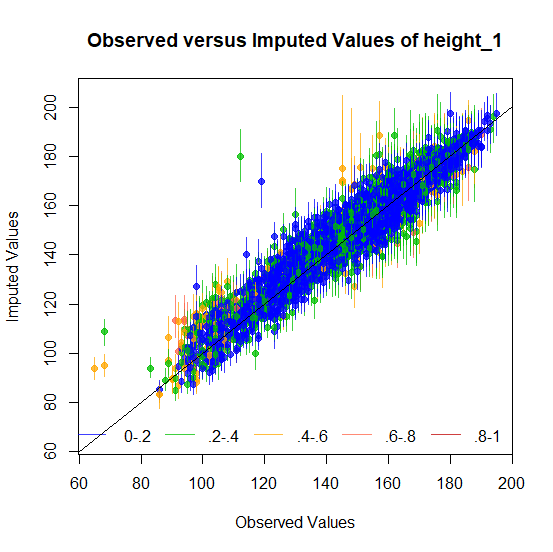 Observed versus Imputed Values of height_1
Imputed Values
200
180
160
140
120
100
80
60
0-.2 .2-.4 .4-.6 .6-.8 .8-1
60 80 100 120 140 160 180 200
Observed Values